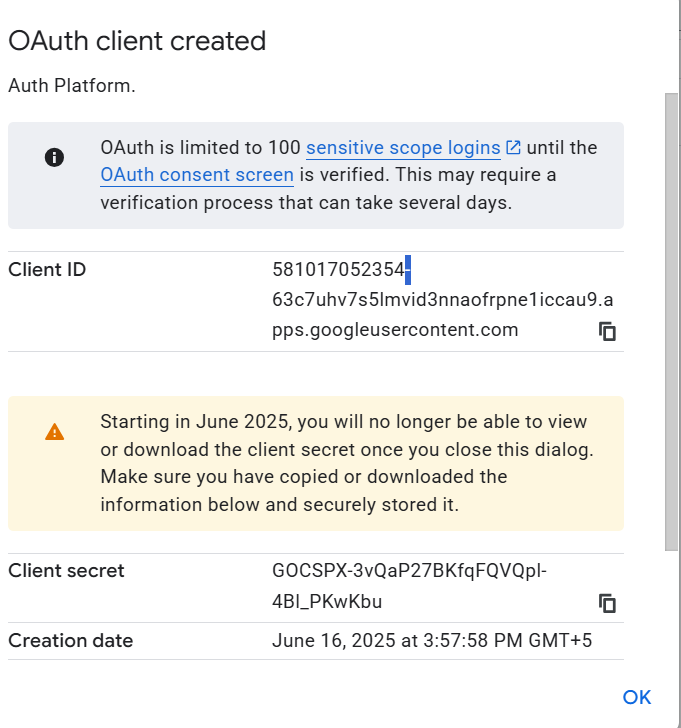 OAuth client created
Auth Platform.
OAuth is limited to 100 sensitive scope logins until the
OAuth consent screen is verified. This may require a
verification process that can take several days.
Client ID 581017052354-
63c7uhv7s5lmvid3nnaofrpne1iccau9.a
pps.googleusercontent.com
Starting in June 2025, you will no longer be able to view
or download the client secret once you close this dialog.
Make sure you have copied or downloaded the
information below and securely stored it.
Client secret
Creation date June 16, 2025 at 3:57:58 PM GMT+5
OK